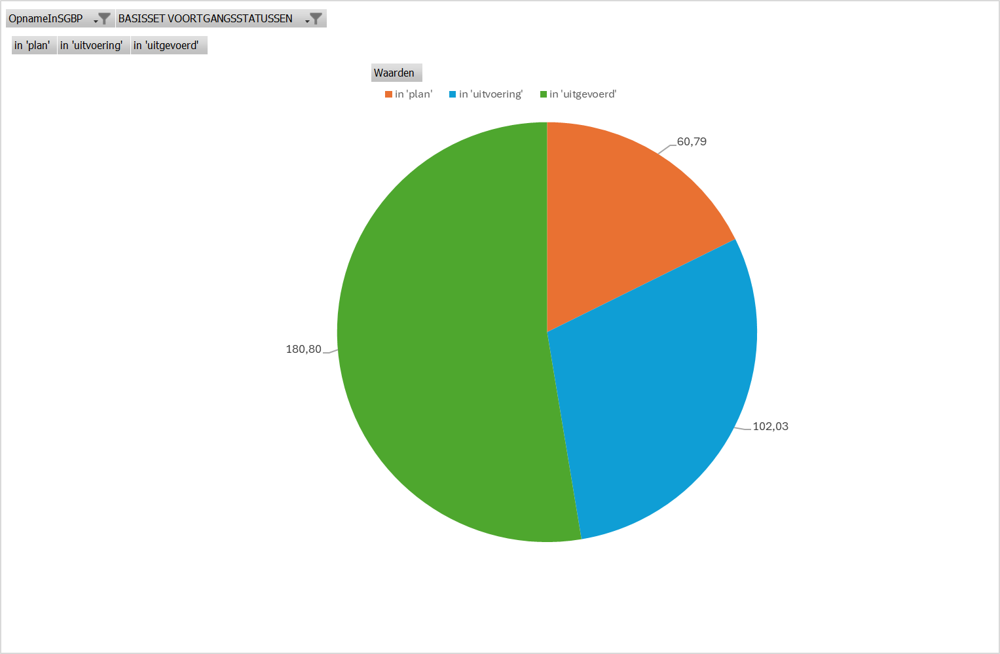 OpnameInSGBP BASISSET VOORTGANGSSTATUSSEN
in 'plan' in 'uitvoering' in 'uitgevoerd'
Waarden
in 'plan' in 'uitvoering' in 'uitgevoerd'
60,79
180,80
102,03